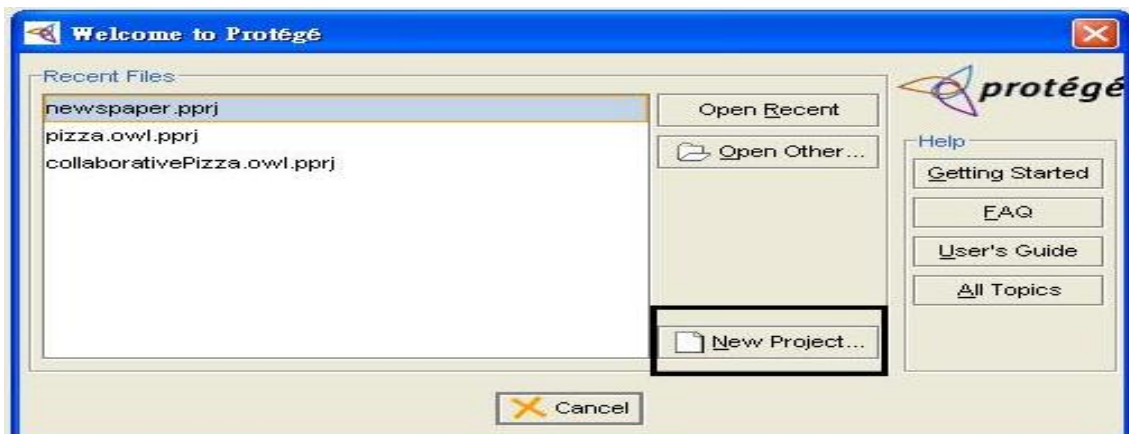 Welcome to Protégé
Recent Files
newspaper.pprj
pizza.owl.pprj
collaborativePizza.owl.pprj
Open Recent
Open Other...
New Project...
protégé
Help
Getting Started
FAQ
User's Guide
All Topics
Cancel